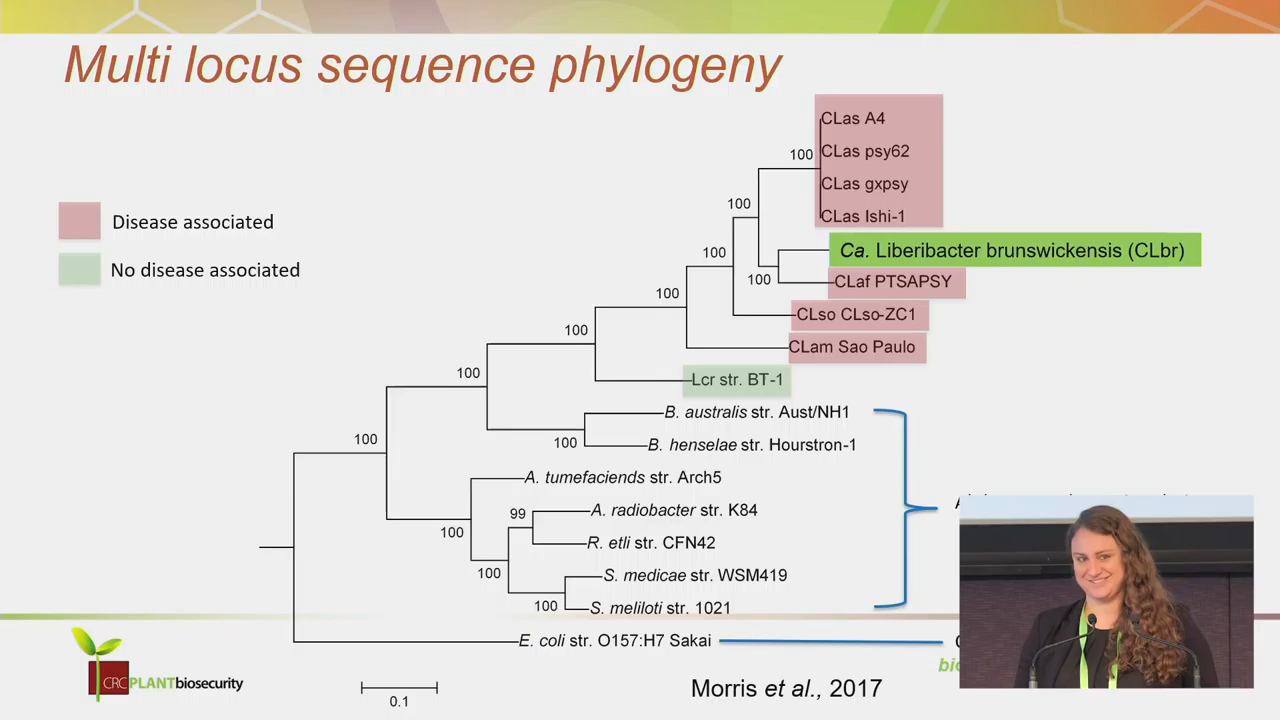 Multi locus sequence phylogeny
Disease associated
No disease associated
CLas A4
100
CLas psy62
CLas gxpsy
100
CLas Ishi-1
Ca. Liberibacter brunswickensis (CLbr)
100
100
CLaf PTSAPSY
100
CLso CLso-ZC1
100
CLam Sao Paulo
100
Lcr str. BT-1
B. australis str. Aust/NH1
100
100
B. henselae str. Hourstron-1
A. tumefaciends str. Arch5
99
A. radiobacter str. K84
100
R. etli str. CFN42
100
S. medicae str. WSM419
100
S. meliloti str. 1021
E. coli str. O157:H7 Sakai
CRCPLANTbiosecurity
0.1
Morris et al., 2017